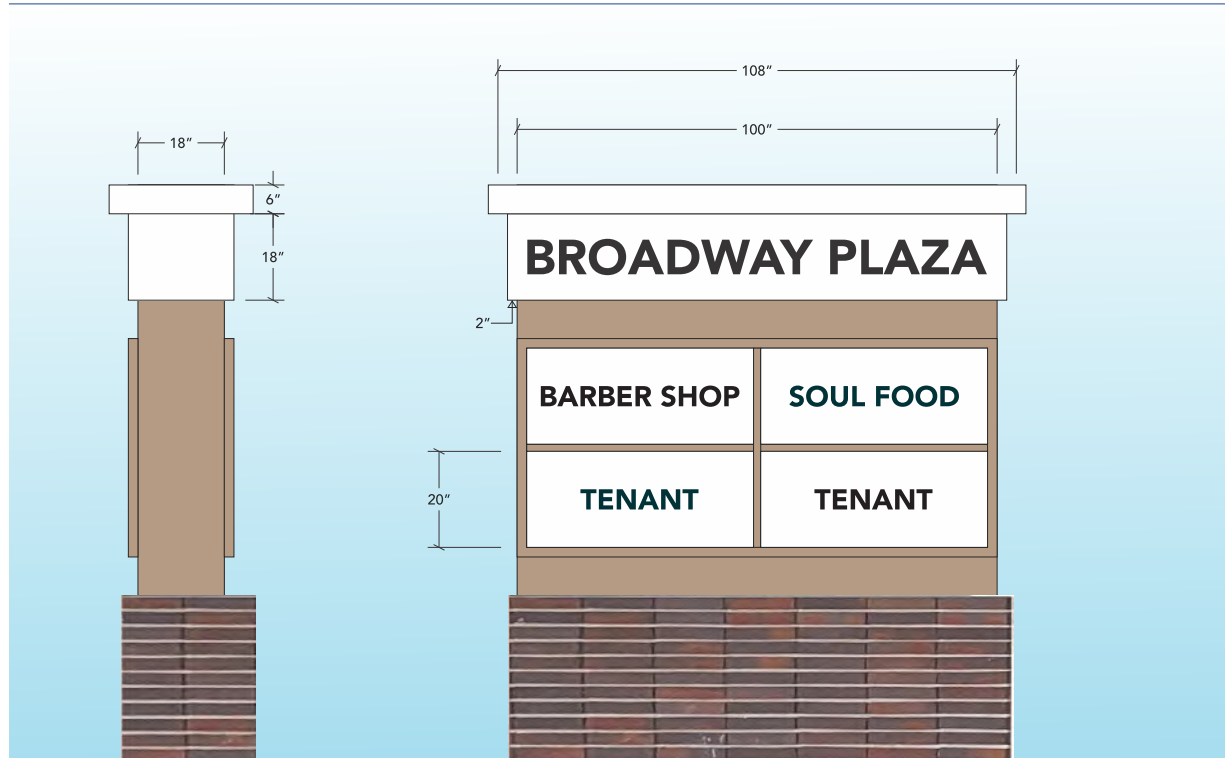 108"
100"
18"
6"
18"
BROADWAY PLAZA
2"
BARBER SHOP SOUL FOOD
20"
TENANT TENANT